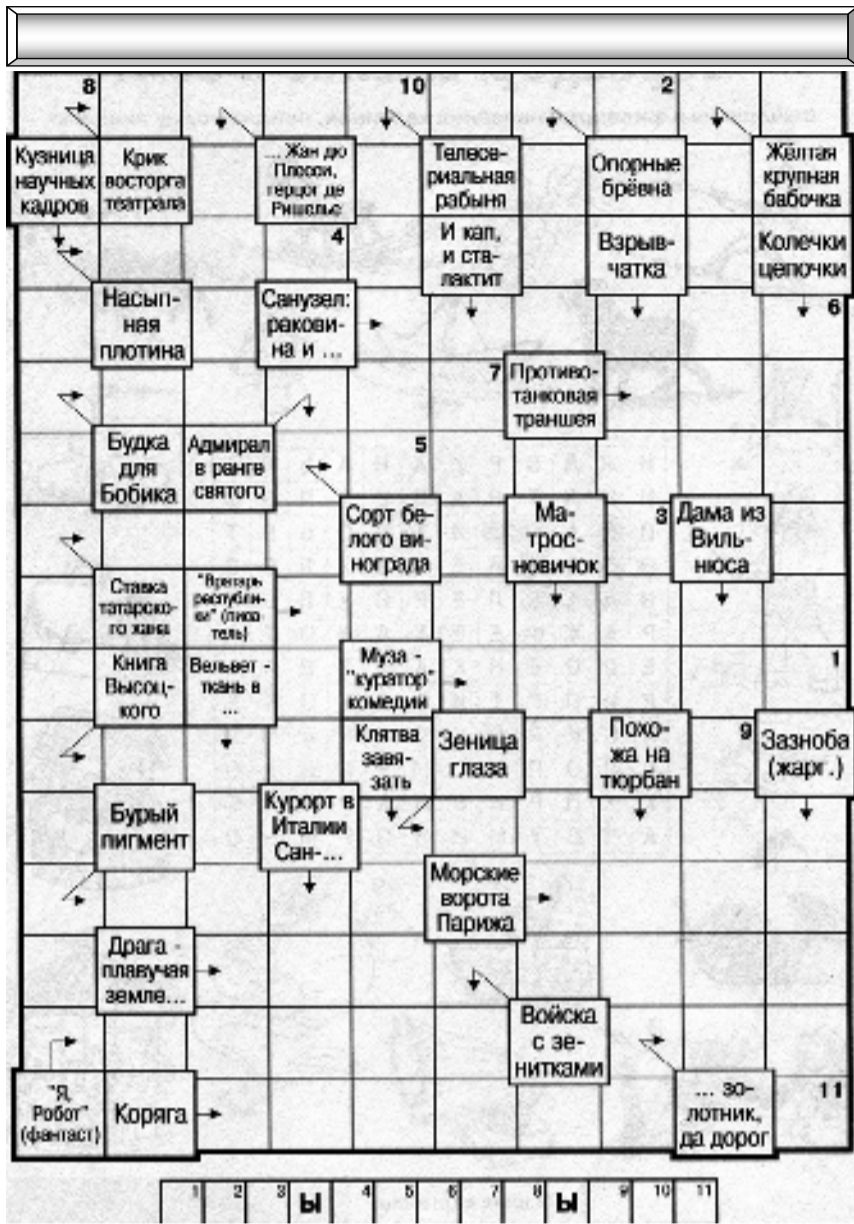 8
10
2
Кузница
научных
кадров
Крик
восторга
театрала
... Жан дю
Плесси,
герцог де
Ришелье
Телесе-
риальная
рабыня
Опорные
брёвна
Жёлтая
крупная
бабочка
4
И кап,
и ста-
лактит
Взрыв-
чатка
Колечки
цепочки
Насып-
ная
плотина
Санузел:
ракови-
на и ...
6
7
Противо-
танковая
траншея
Будка
для
Бобика
Адмирал
в ранге
святого
5
Сорт бе-
лого ви-
нограда
Ма-
трос-
новичок
3
Дама из
Виль-
нюса
Ставка
татарско-
го хана
"Вратарь
республи-
ки" (писа-
тель)
Книга
Высоц-
кого
Вельвет -
ткань в
...
Муза -
"куратор"
комедии
1
Клятва
завя-
зать
Зеница
глаза
Похо-
жа на
тюрбан
9
Зазноба
(жарг.)
Бурый
пигмент
Курорт в
Италии
Сан-...
Морские
ворота
Парижа
Драга -
плавучая
земле...
Войска
с зе-
нитками
"Я,
Робот"
(фантаст)
Коряга
... зо-
лотник,
да дорог
11
1 2 3 Ы 4 5 6 7 8 Ы 9 10 11